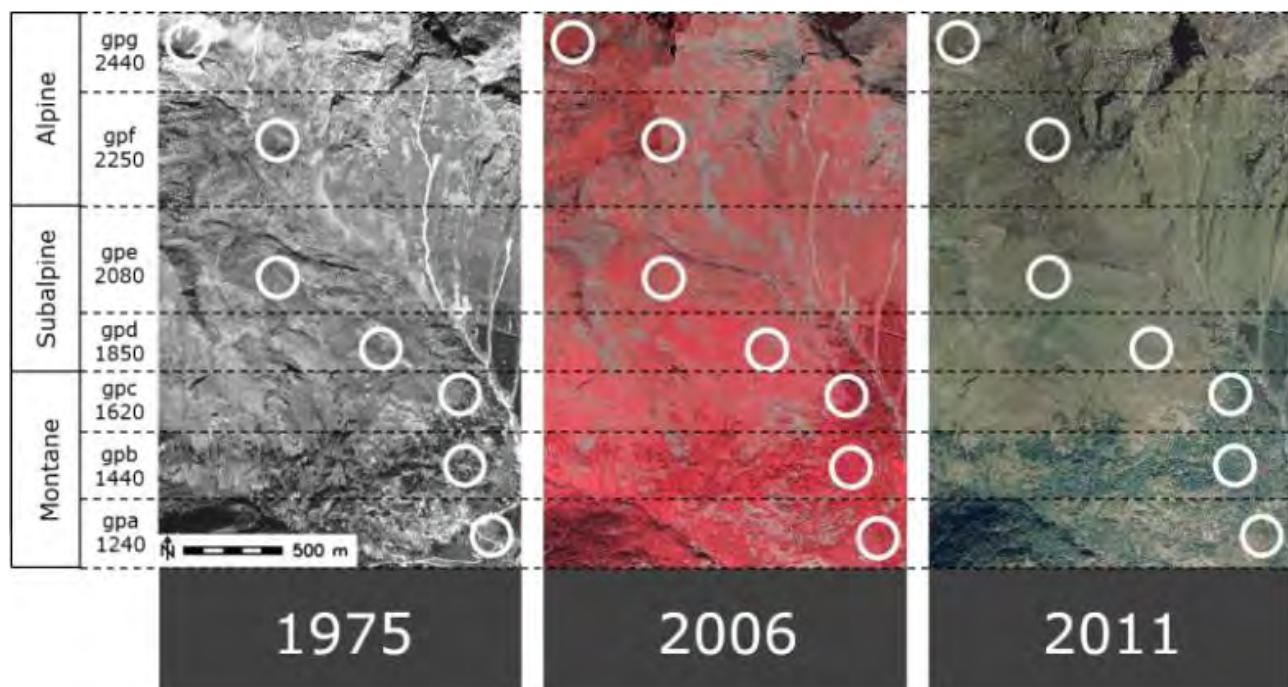 Alpine
gpg
2440
gpf
2250
Subalpine
gpe
2080
gpd
1850
Montane
gpc
1620
gpb
1440
gpa
1240
N
500 m
1975
2006
2011